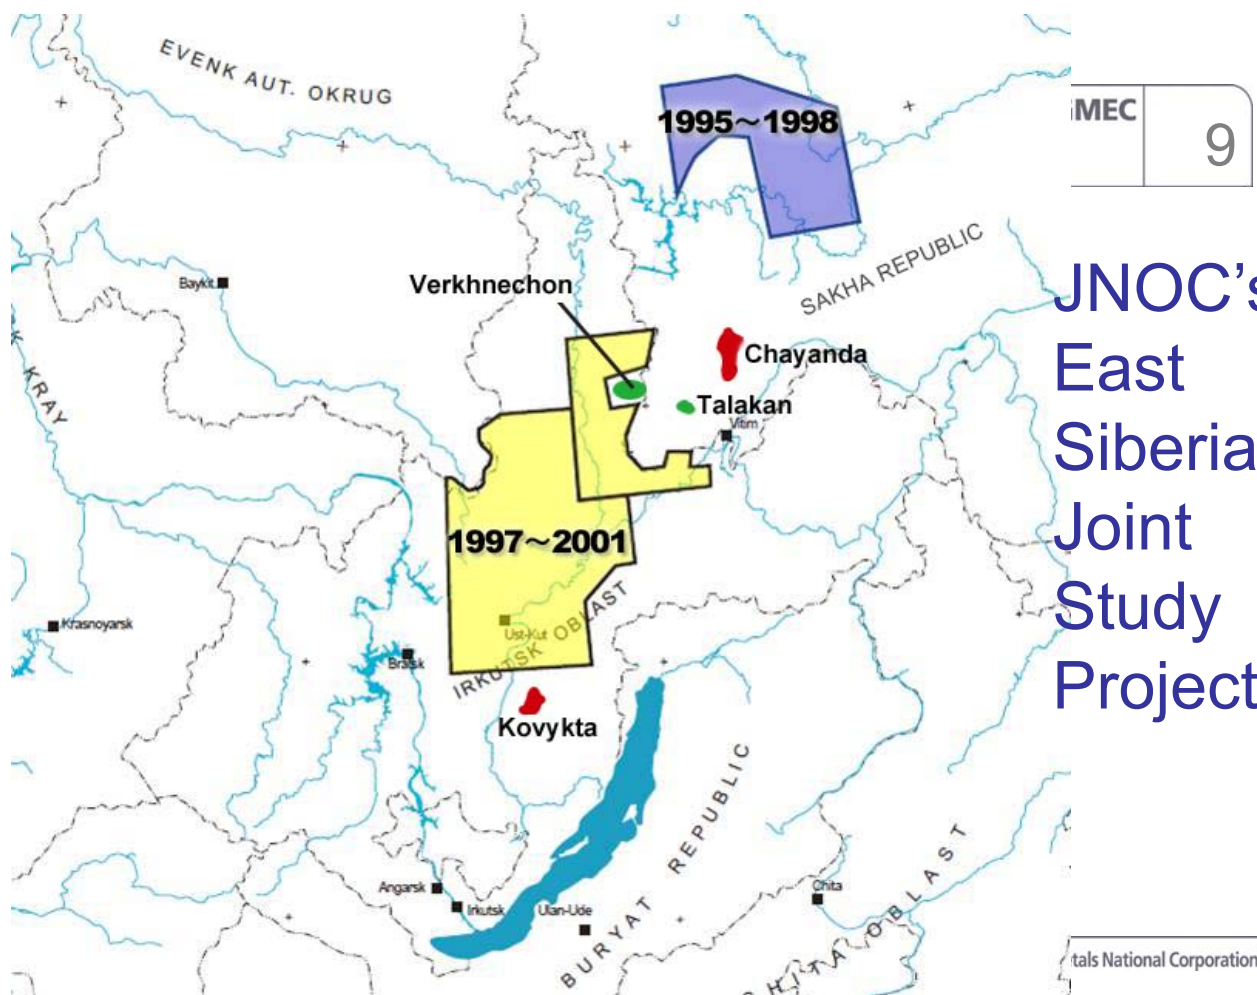 EVENK AUT. OKRUG
1995～1998
MEC
9
SAKHA REPUBLIC
JNOC's
East
Siberia
Joint
Study
Project
Baykit
Verkhnechon
Chayanda
Talakan
Vitim
KRAY
1997～2001
Krasnoyarsk
Ust-Kut
IRKUTSK OBLAST
Bratsk
Kovykta
BURYAT REPUBLIC
Angarsk
Irkutsk
Ulan-Ude
Chita
CHITA OBLAST
tals National Corporation